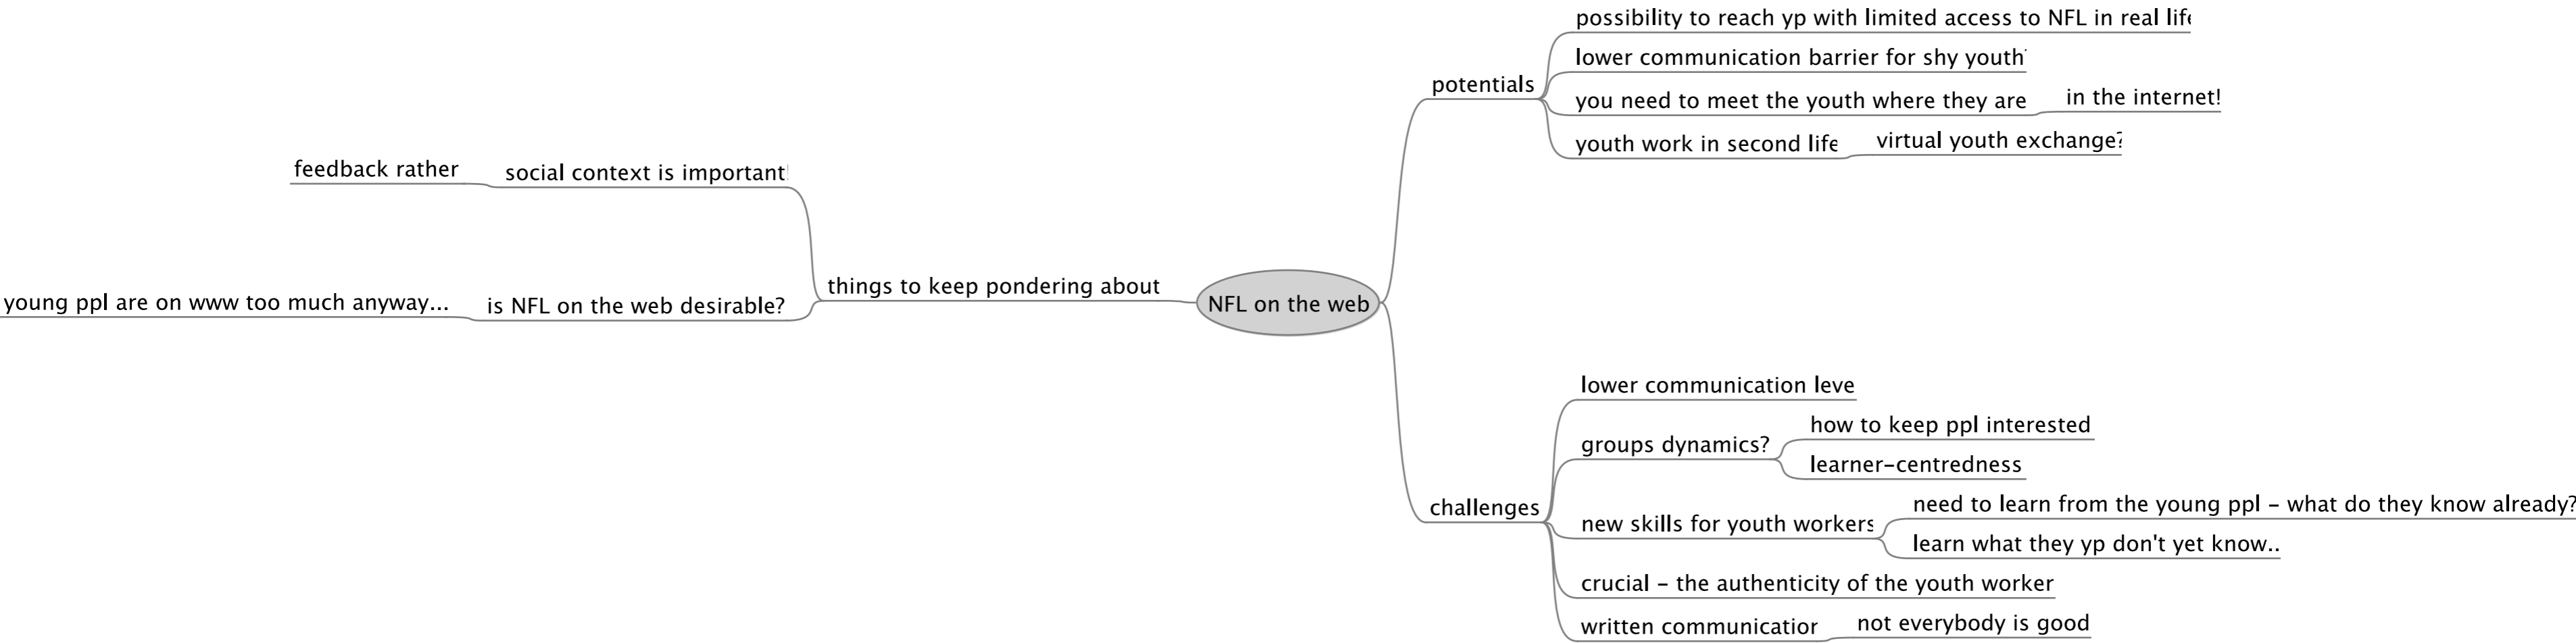 possibility to reach yp with limited access to NFL in real life
lower communication barrier for shy youth
potentials
you need to meet the youth where they are
in the internet!
youth work in second life
virtual youth exchange?
feedback rather
social context is important!
things to keep pondering about
NFL on the web
young ppl are on www too much anyway...
is NFL on the web desirable?
lower communication leve
groups dynamics?
how to keep ppl interested
learner-centredness
challenges
new skills for youth workers
need to learn from the young ppl - what do they know already?
learn what they yp don't yet know..
crucial - the authenticity of the youth worker
written communication
not everybody is good